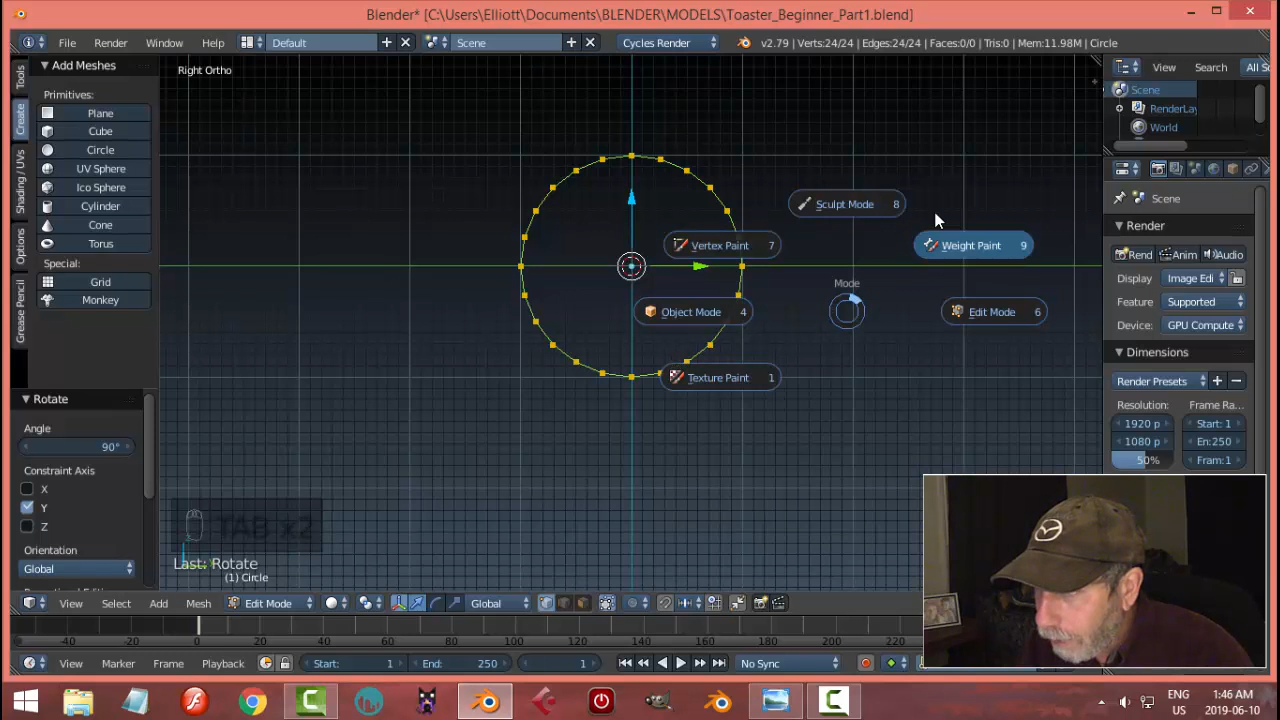 Blender* [C:\Users\Elliott\Documents\BLENDER\MODELS\Toaster_Beginner_Part1.blend]
File Render Window Help Default Scene Cycles Render v2.79 | Verts:24/24 | Edges:24/24 | Faces:0/0 | Tris:0 | Mem:11.98M | Circle
Tools
Create
Shading / UVs
Options
Grease Pencil
Add Meshes
Primitives:
Plane
Cube
Circle
UV Sphere
Ico Sphere
Cylinder
Cone
Torus
Special:
Grid
Monkey
Rotate
Angle
90°
Constraint Axis
X
Y
Z
Orientation
Global
Right Ortho
Sculpt Mode 8
Vertex Paint 7
Weight Paint 9
Mode
Object Mode 4
Edit Mode 6
Texture Paint 1
TAB x2
Last: Rotate
(1) Circle
View Select Add Mesh Edit Mode Global
-40 -20 0 20 40 60 80 100 120 140 160 180 200 220
View Marker Frame Playback Start: 1 End: 250 1 No Sync
View Search All Sc
Scene
RenderLay
World
Scene
Render
Rend Anim Audio
Display Image Edi
Feature Supported
Device: GPU Compute
Dimensions
Render Presets
Resolution: Frame Ra...
1920 p Start: 1
1080 p En:250
50% Fram:1
ENG 1:46 AM
US 2019-06-10